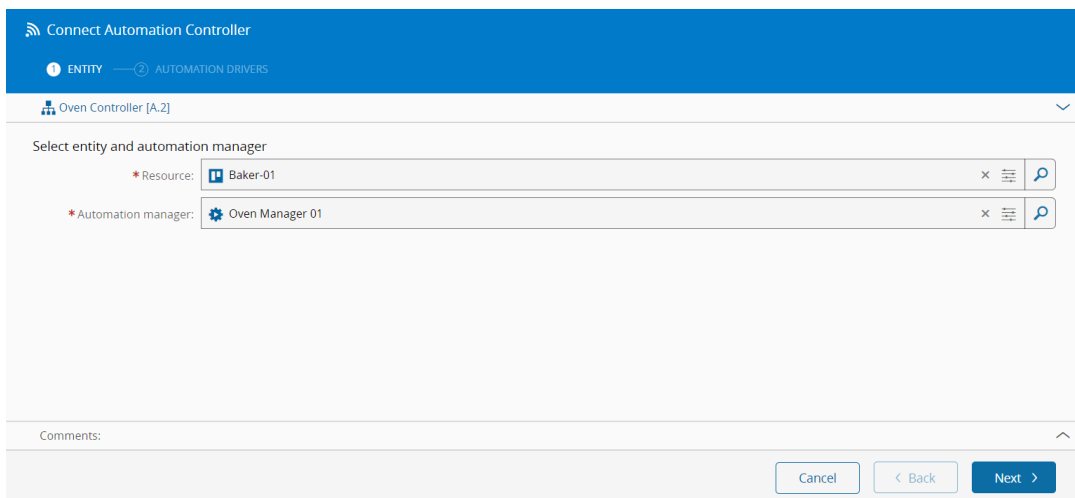 Connect Automation Controller
1 ENTITY 2 AUTOMATION DRIVERS
Oven Controller [A.2]
Select entity and automation manager
* Resource: Baker-01
* Automation manager: Oven Manager 01
Comments:
Cancel < Back Next >